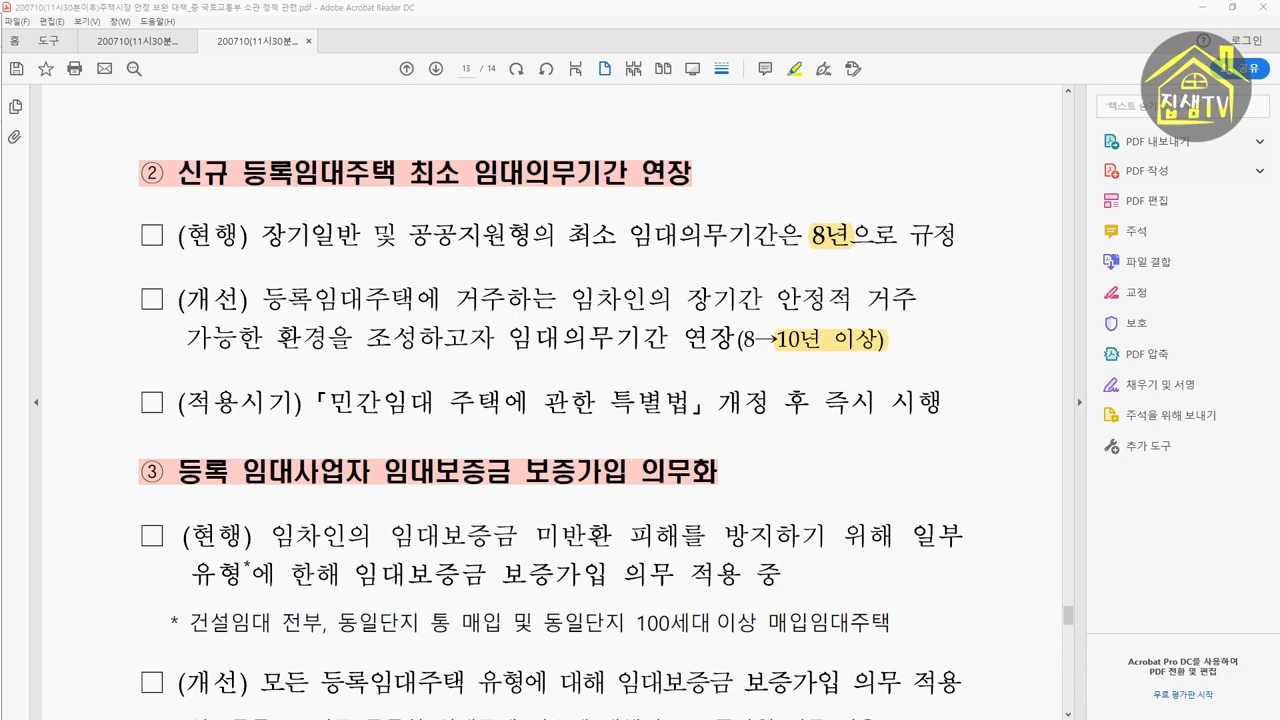 200710(11시30분이후)주택시장 안정 보완 대책_중 국토교통부 소관 정책 관련.pdf - Adobe Acrobat Reader DC
파일(F) 편집(E) 보기(V) 창(W) 도움말(H)
홈 도구 200710(11시30분... 200710(11시30분... × 로그인
13 / 14 공유
집샘TV
② 신규 등록임대주택 최소 임대의무기간 연장
□ (현행) 장기일반 및 공공지원형의 최소 임대의무기간은 8년으로 규정
□ (개선) 등록임대주택에 거주하는 임차인의 장기간 안정적 거주
가능한 환경을 조성하고자 임대의무기간 연장(8→10년 이상)
□ (적용시기) 「민간임대 주택에 관한 특별법」 개정 후 즉시 시행
③ 등록 임대사업자 임대보증금 보증가입 의무화
□ (현행) 임차인의 임대보증금 미반환 피해를 방지하기 위해 일부
유형*에 한해 임대보증금 보증가입 의무 적용 중
* 건설임대 전부, 동일단지 통 매입 및 동일단지 100세대 이상 매입임대주택
□ (개선) 모든 등록임대주택 유형에 대해 임대보증금 보증가입 의무 적용
PDF 내보내기
PDF 작성
PDF 편집
주석
파일 결합
교정
보호
PDF 압축
채우기 및 서명
주석을 위해 보내기
추가 도구
Acrobat Pro DC를 사용하여
PDF 전환 및 편집
무료 평가판 시작